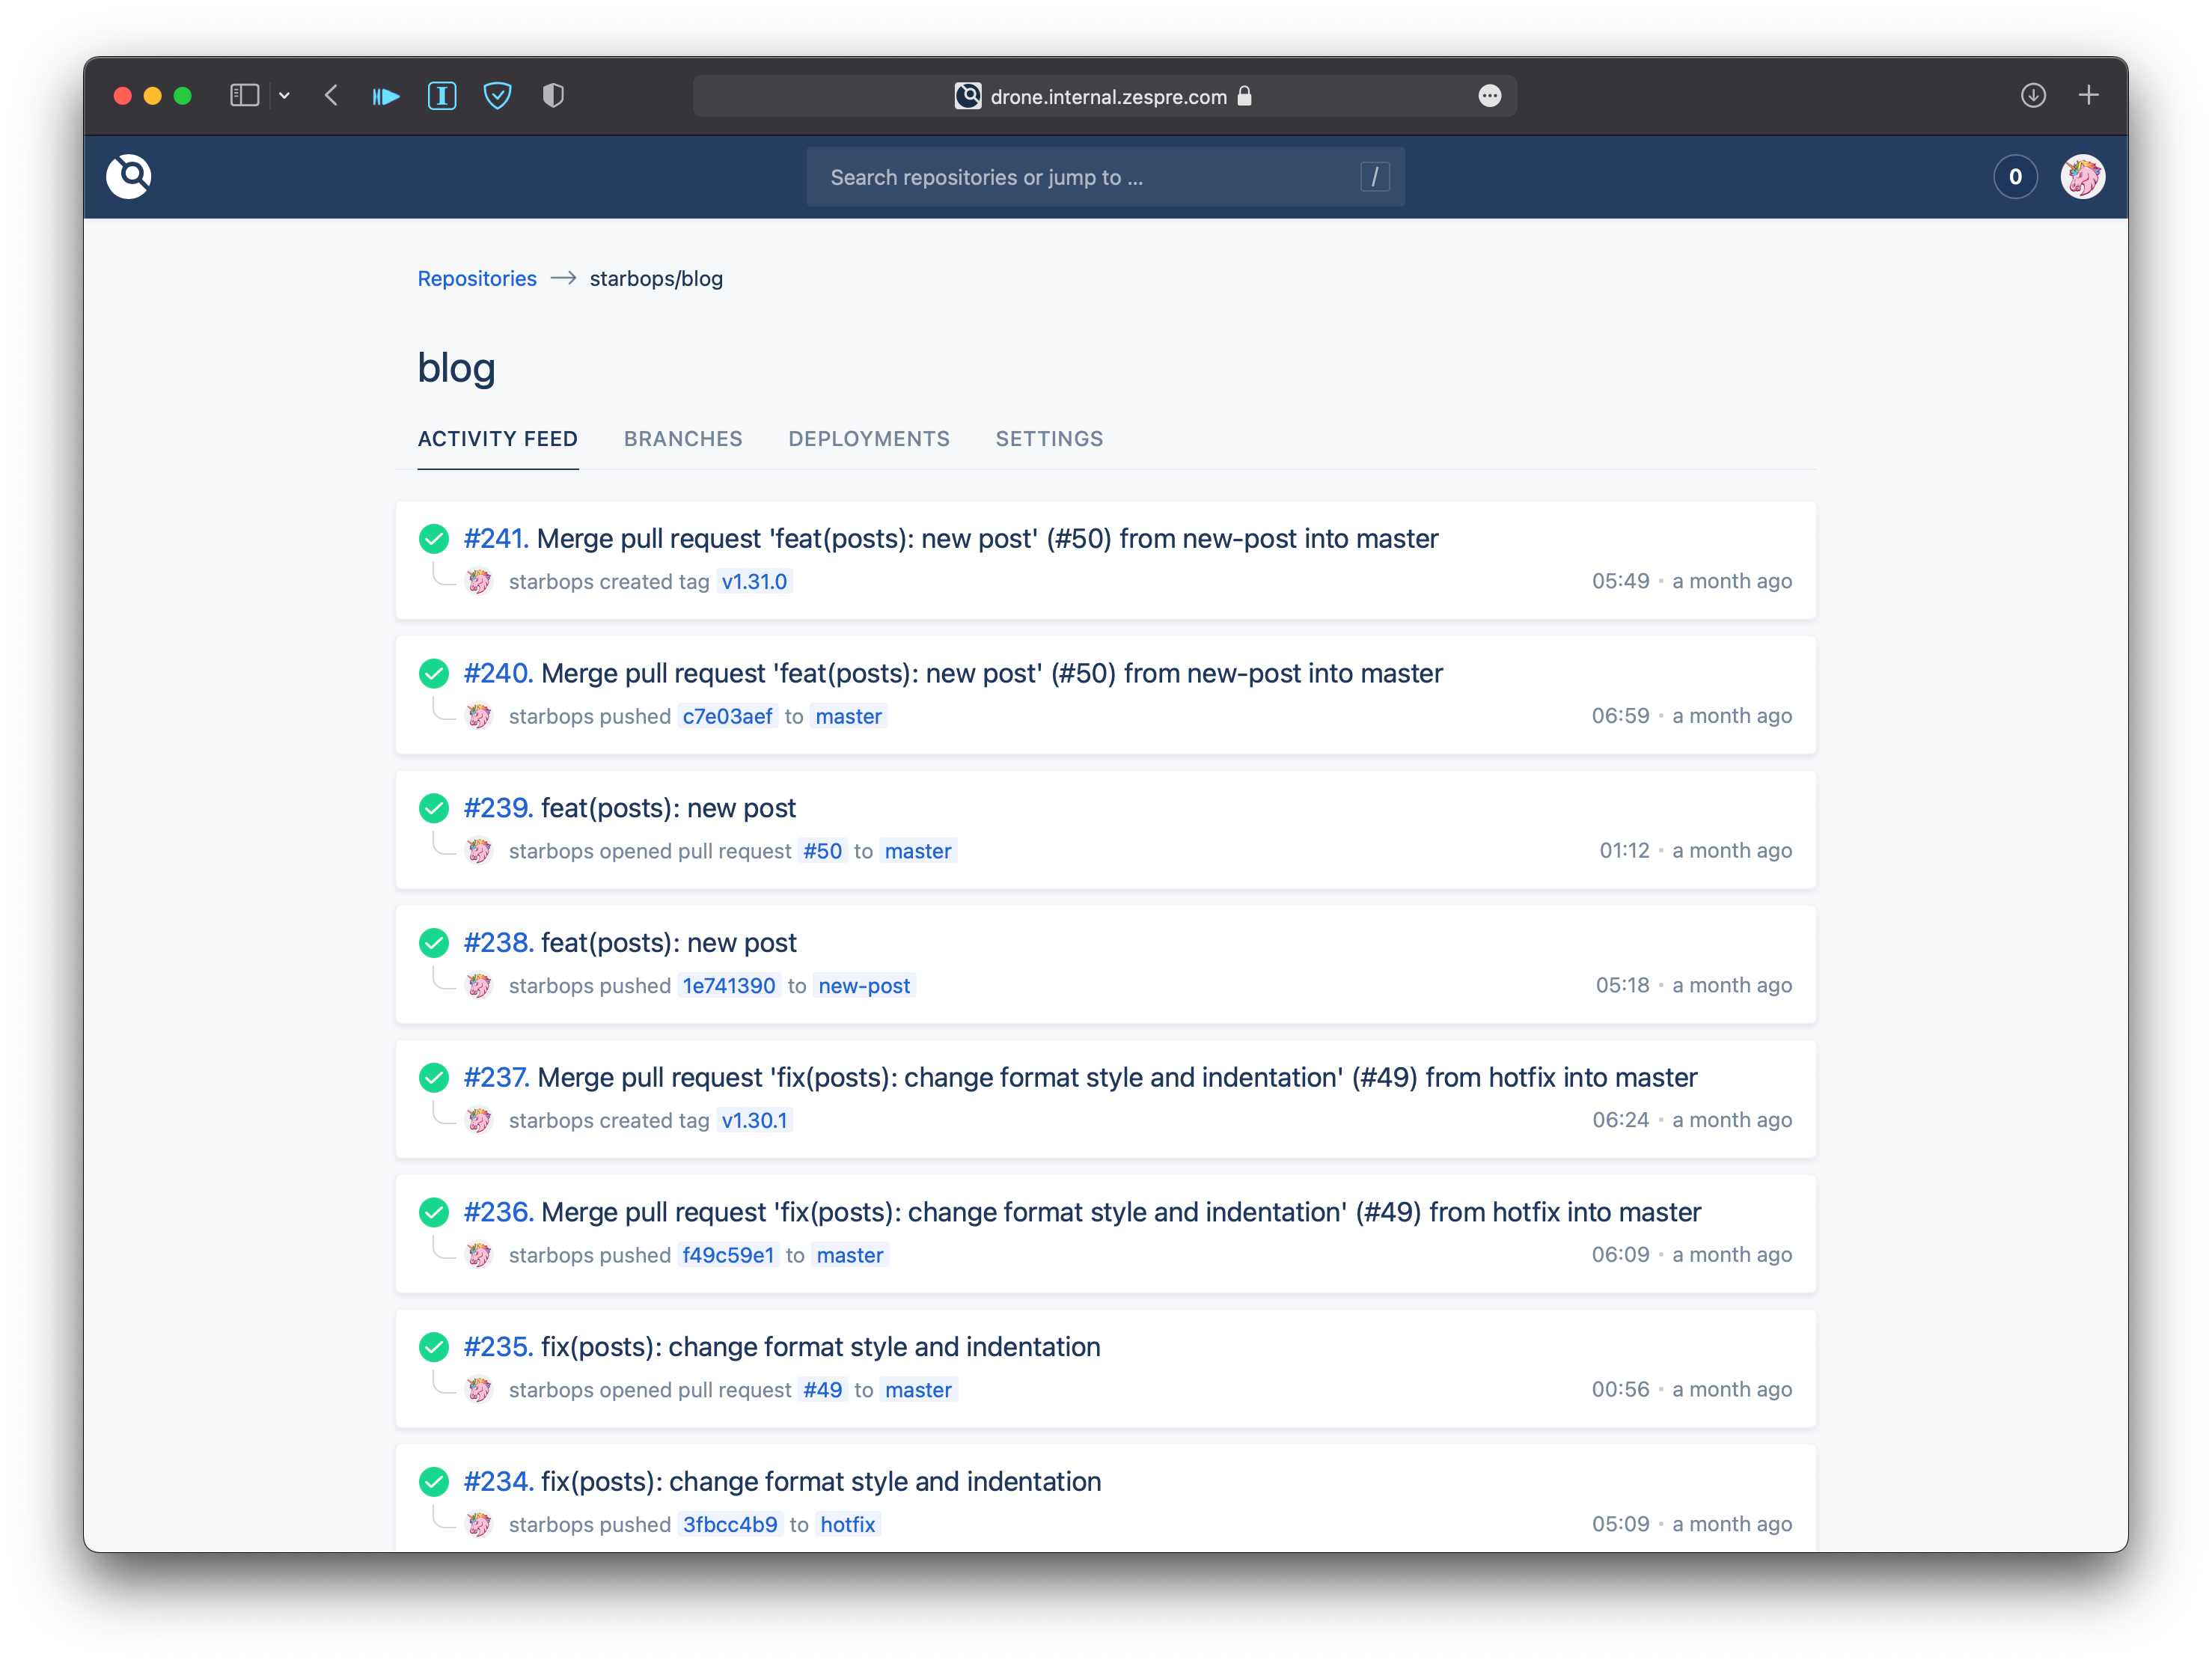 drone.internal.zespre.com
Search repositories or jump to ... /
0
Repositories → starbops/blog
blog
ACTIVITY FEED BRANCHES DEPLOYMENTS SETTINGS
#241. Merge pull request 'feat(posts): new post' (#50) from new-post into master
starbops created tag v1.31.0 05:49 • a month ago
#240. Merge pull request 'feat(posts): new post' (#50) from new-post into master
starbops pushed c7e03aef to master 06:59 • a month ago
#239. feat(posts): new post
starbops opened pull request #50 to master 01:12 • a month ago
#238. feat(posts): new post
starbops pushed 1e741390 to new-post 05:18 • a month ago
#237. Merge pull request 'fix(posts): change format style and indentation' (#49) from hotfix into master
starbops created tag v1.30.1 06:24 • a month ago
#236. Merge pull request 'fix(posts): change format style and indentation' (#49) from hotfix into master
starbops pushed f49c59e1 to master 06:09 • a month ago
#235. fix(posts): change format style and indentation
starbops opened pull request #49 to master 00:56 • a month ago
#234. fix(posts): change format style and indentation
starbops pushed 3fbcc4b9 to hotfix 05:09 • a month ago